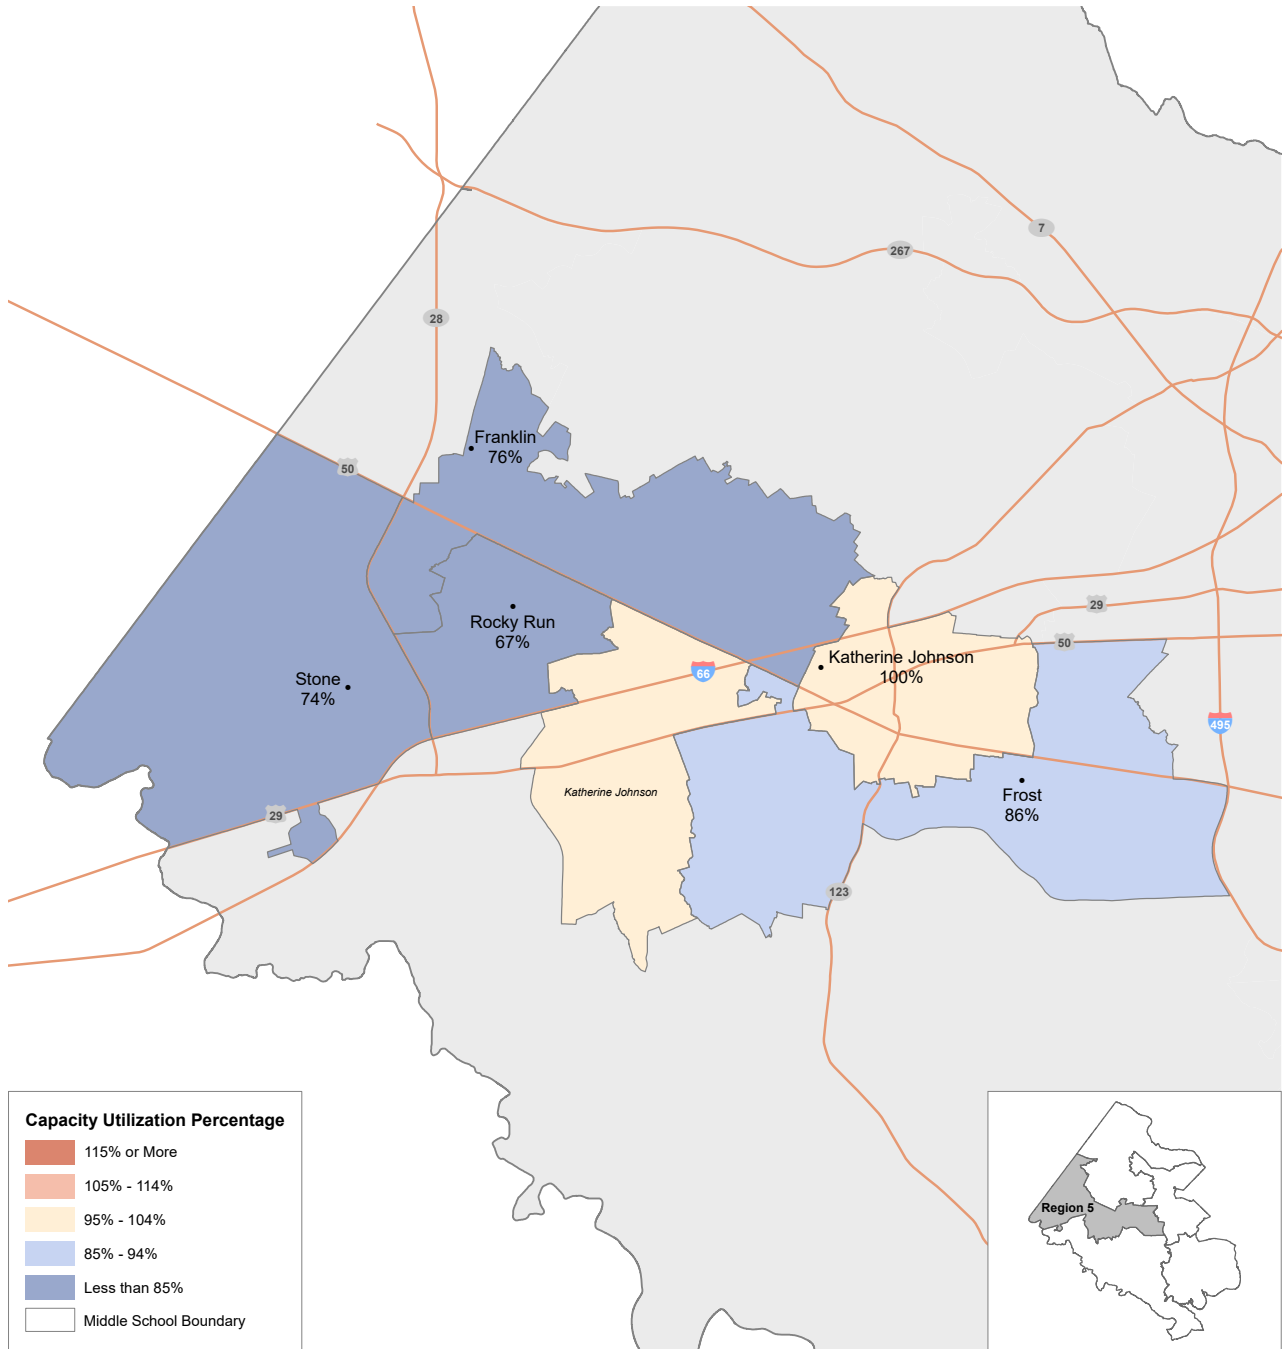 7
267
28
Franklin
76%
50
Rocky Run
67%
29
50
Katherine Johnson
100%
66
Stone
74%
495
Katherine Johnson
Frost
86%
29
123
Capacity Utilization Percentage
115% or More
105% - 114%
95% - 104%
85% - 94%
Less than 85%
Middle School Boundary
Region 5